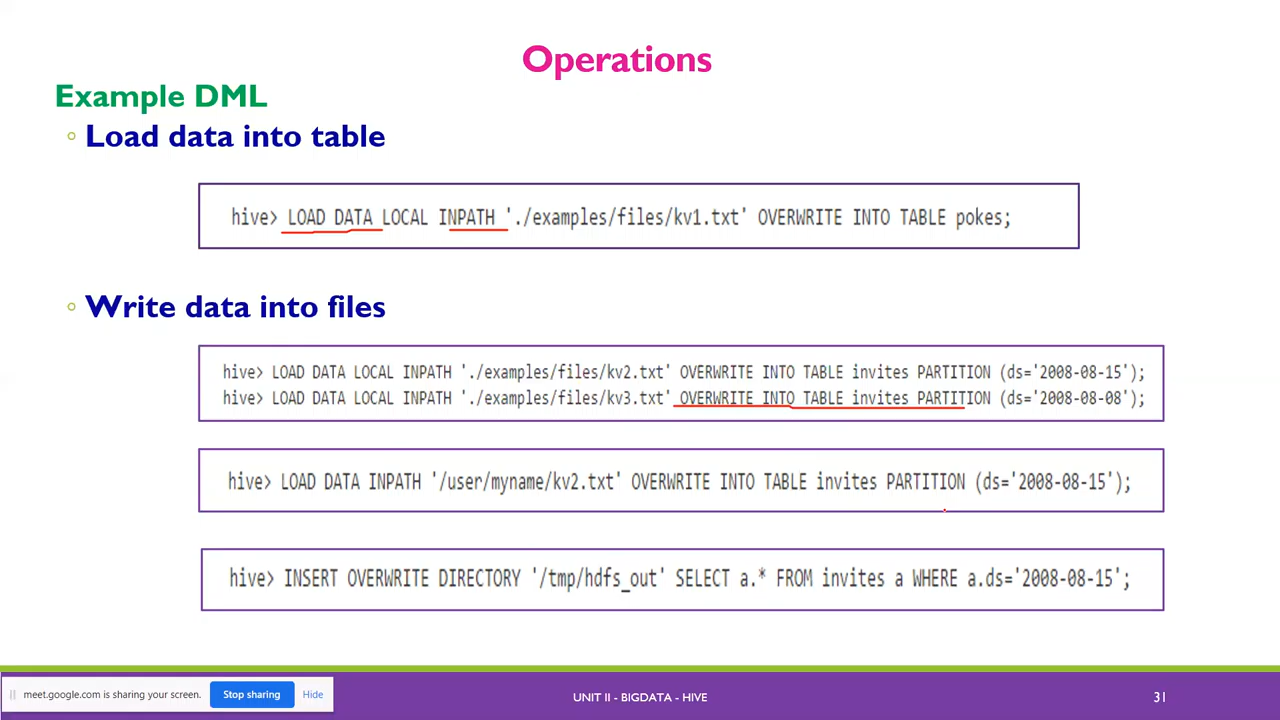 Operations
Example DML
◦ Load data into table
hive> LOAD DATA LOCAL INPATH './examples/files/kv1.txt' OVERWRITE INTO TABLE pokes;
◦ Write data into files
hive> LOAD DATA LOCAL INPATH './examples/files/kv2.txt' OVERWRITE INTO TABLE invites PARTITION (ds='2008-08-15');
hive> LOAD DATA LOCAL INPATH './examples/files/kv3.txt' OVERWRITE INTO TABLE invites PARTITION (ds='2008-08-08');
hive> LOAD DATA INPATH '/user/myname/kv2.txt' OVERWRITE INTO TABLE invites PARTITION (ds='2008-08-15');
hive> INSERT OVERWRITE DIRECTORY '/tmp/hdfs_out' SELECT a.* FROM invites a WHERE a.ds='2008-08-15';
meet.google.com is sharing your screen. Stop sharing Hide
UNIT II - BIGDATA - HIVE
31